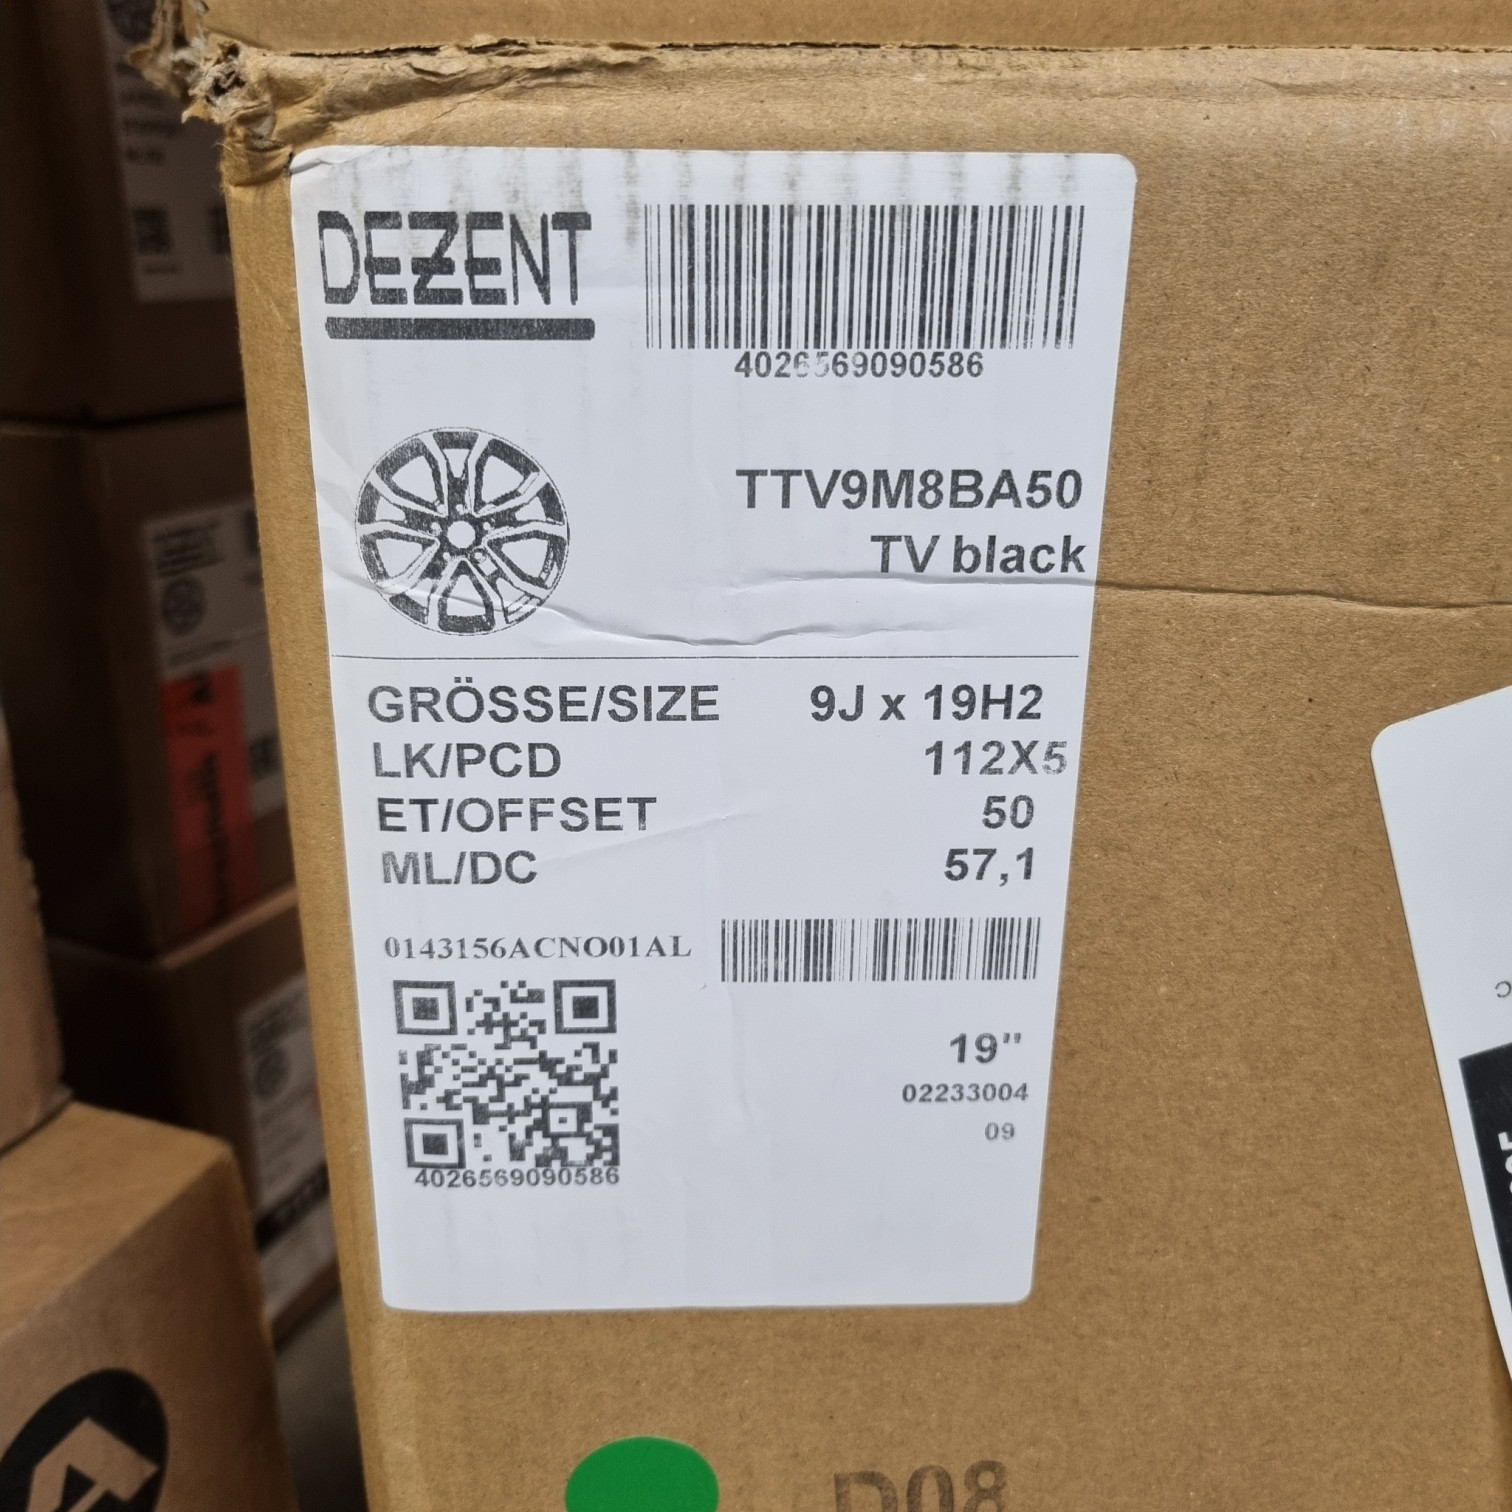 DEZENT
4026569090586
TTV9M8BA50
TV black
GRÖSSE/SIZE 9J x 19H2
LK/PCD 112X5
ET/OFFSET 50
ML/DC 57,1
0143156ACNO01AL
19"
02233004
09
4026569090586
D08